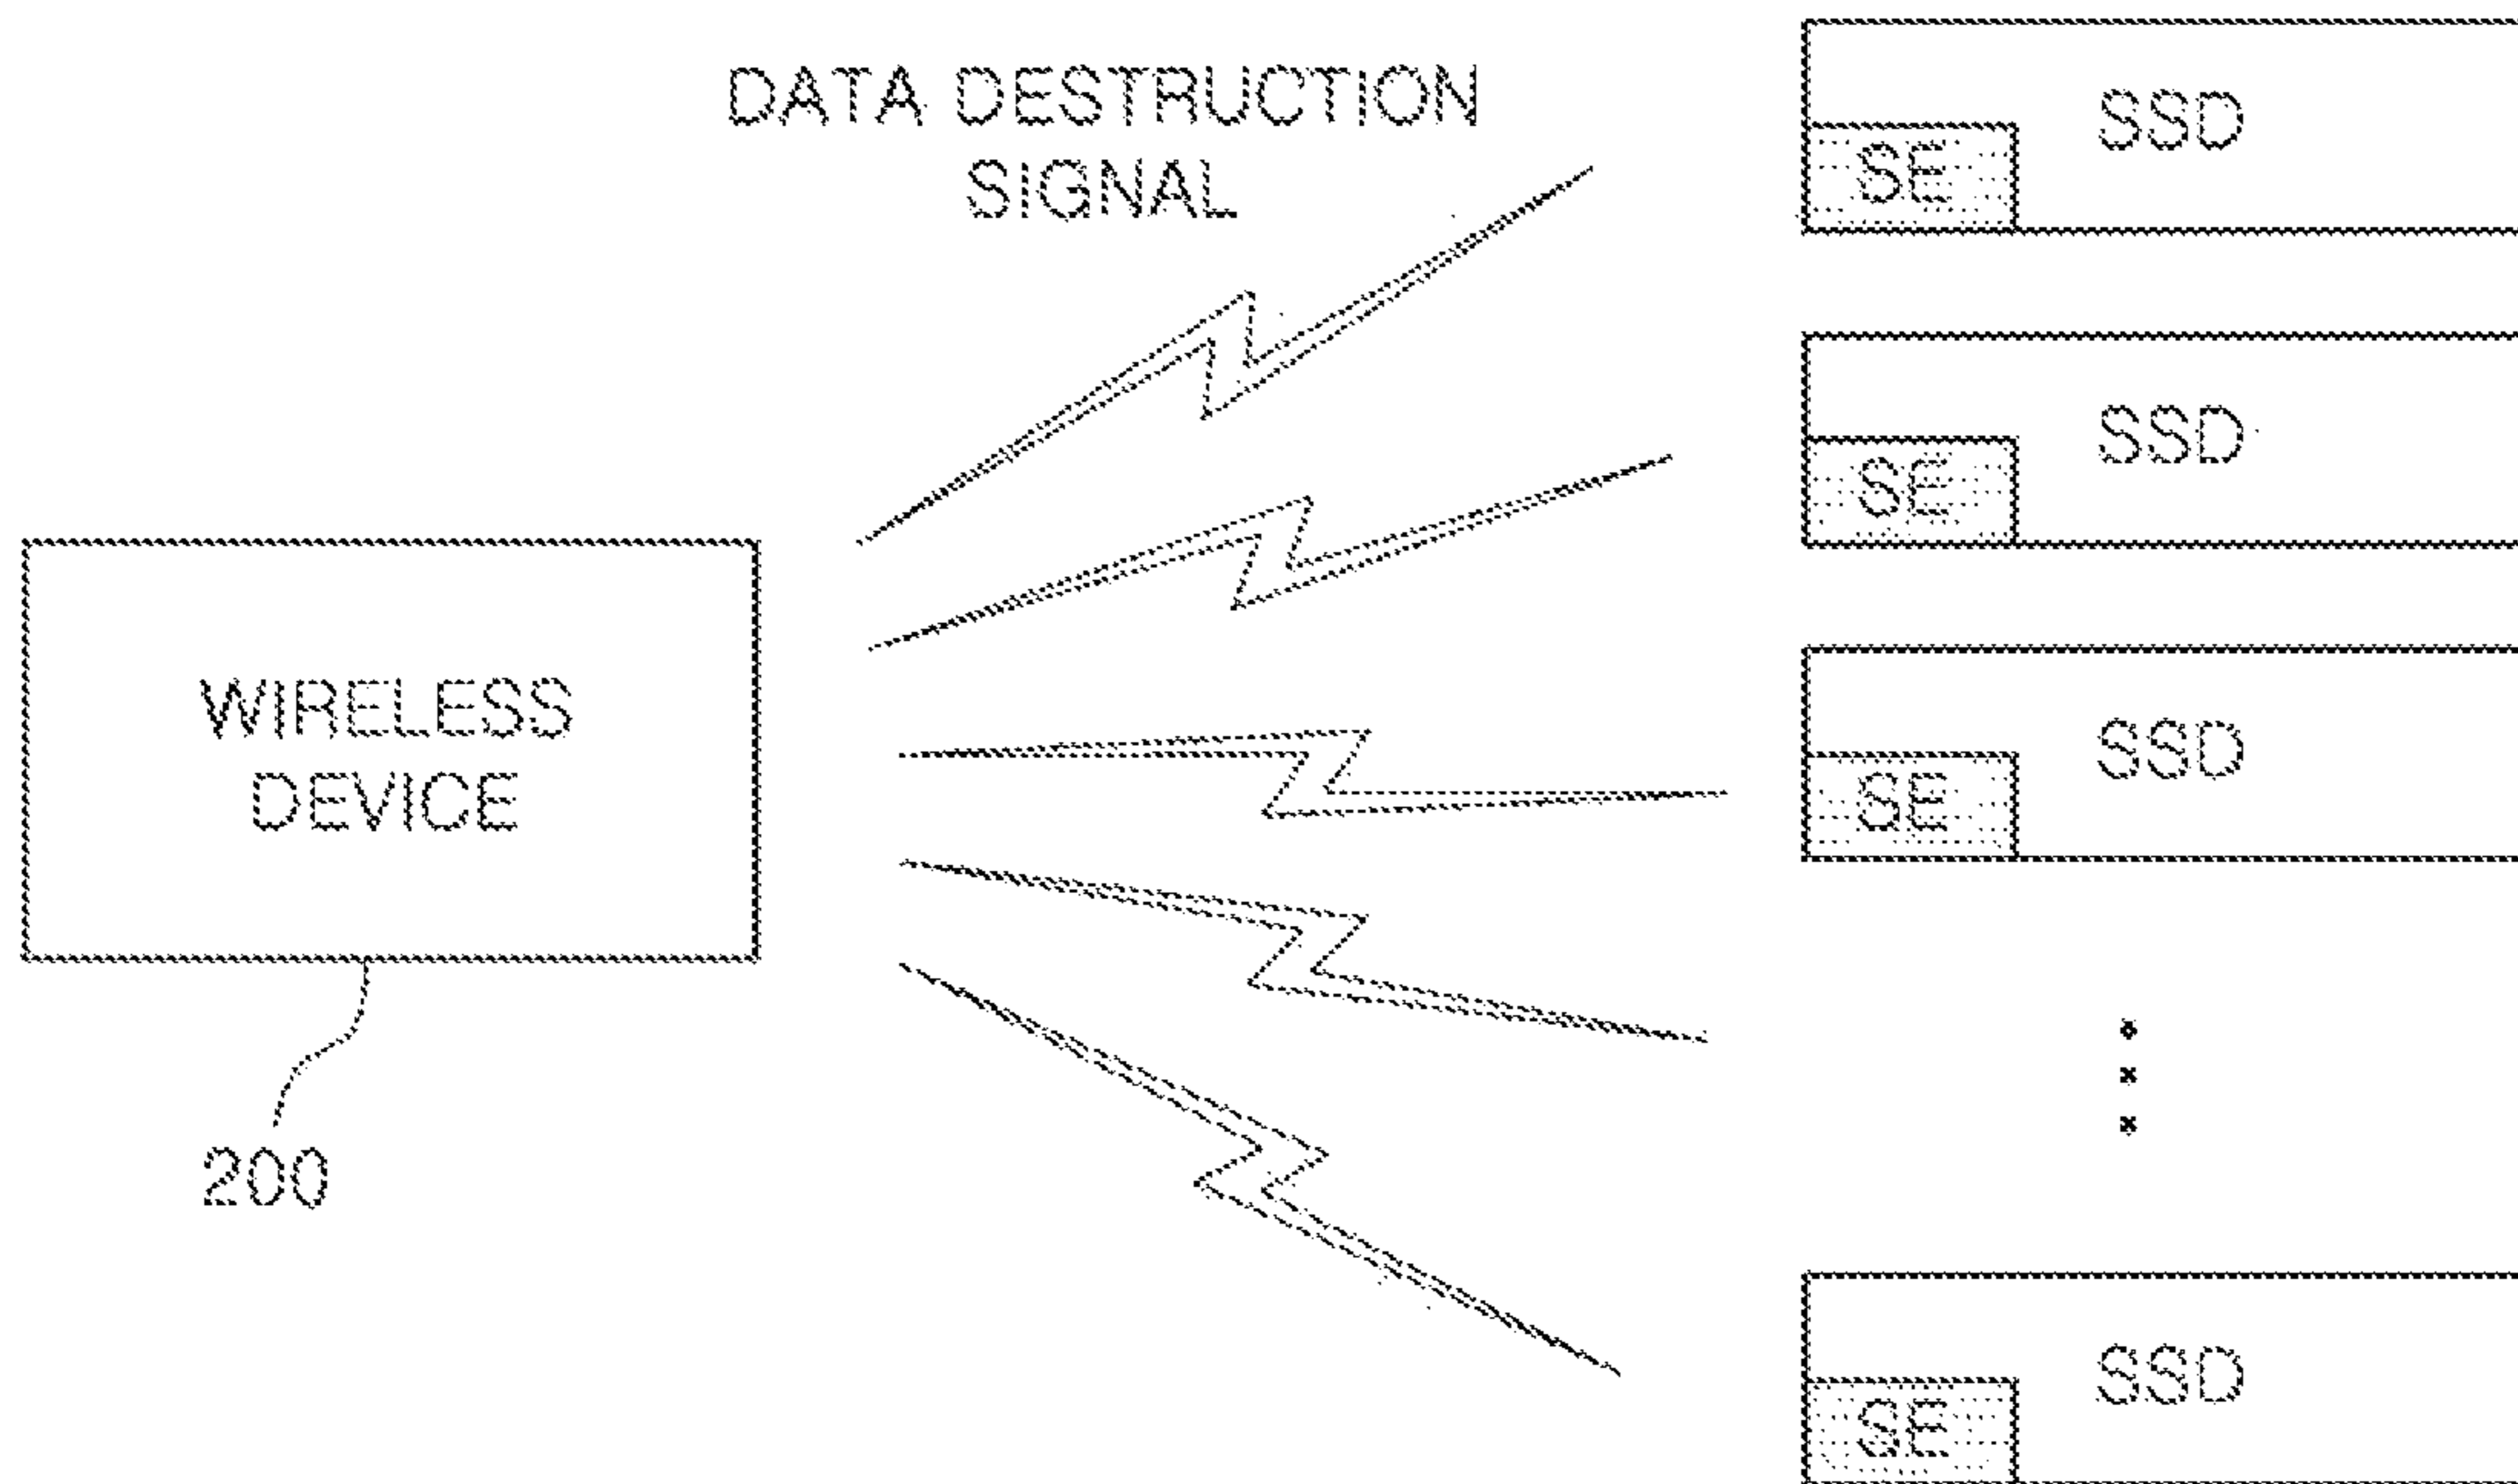 DATA DESTRUCTION
SIGNAL
SSD
SE
SSD
SE
WIRELESS
DEVICE
SSD
SE
200
SSD
SE